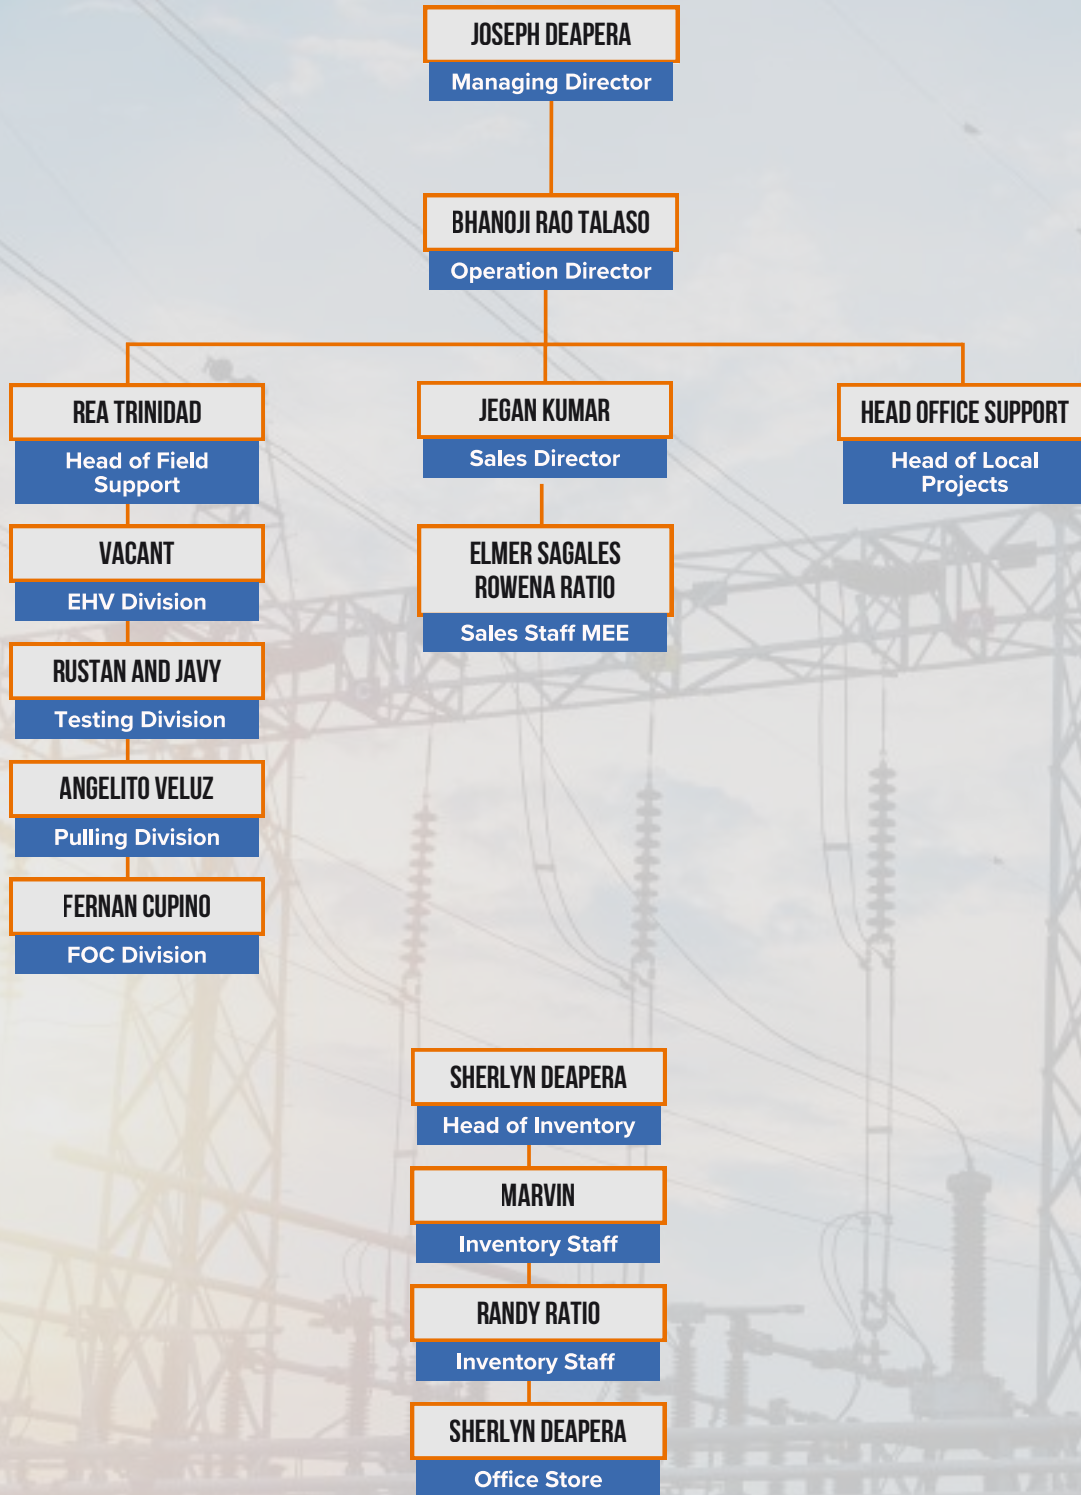 JOSEPH DEAPERA
Managing Director
BHANOJI RAO TALASO
Operation Director
REA TRINIDAD
Head of Field
Support
JEGAN KUMAR
Sales Director
HEAD OFFICE SUPPORT
Head of Local
Projects
VACANT
EHV Division
ELMER SAGALES
ROWENA RATIO
Sales Staff MEE
RUSTAN AND JAVY
Testing Division
ANGELITO VELUZ
Pulling Division
FERNAN CUPINO
FOC Division
SHERLYN DEAPERA
Head of Inventory
MARVIN
Inventory Staff
RANDY RATIO
Inventory Staff
SHERLYN DEAPERA
Office Store